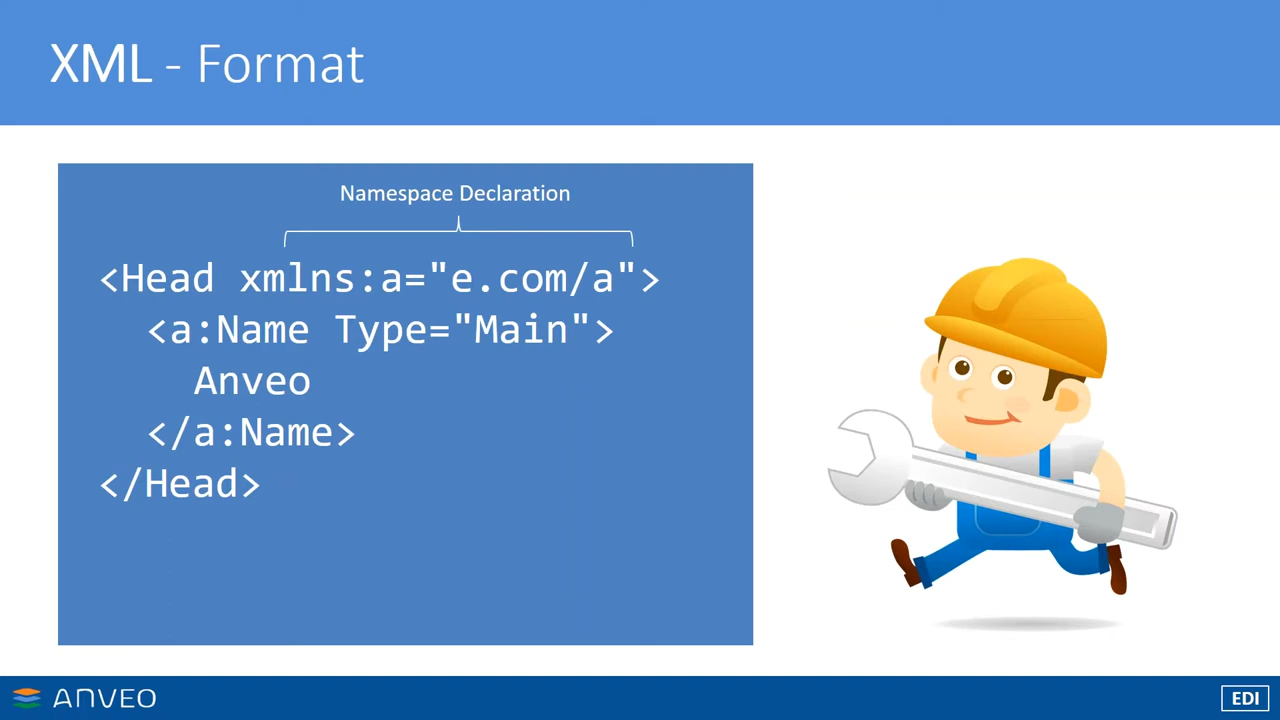 XML - Format
Namespace Declaration
<Head xmlns:a="e.com/a">
<a:Name Type="Main">
Anveo
</a:Name>
</Head>
ANVEO
EDI